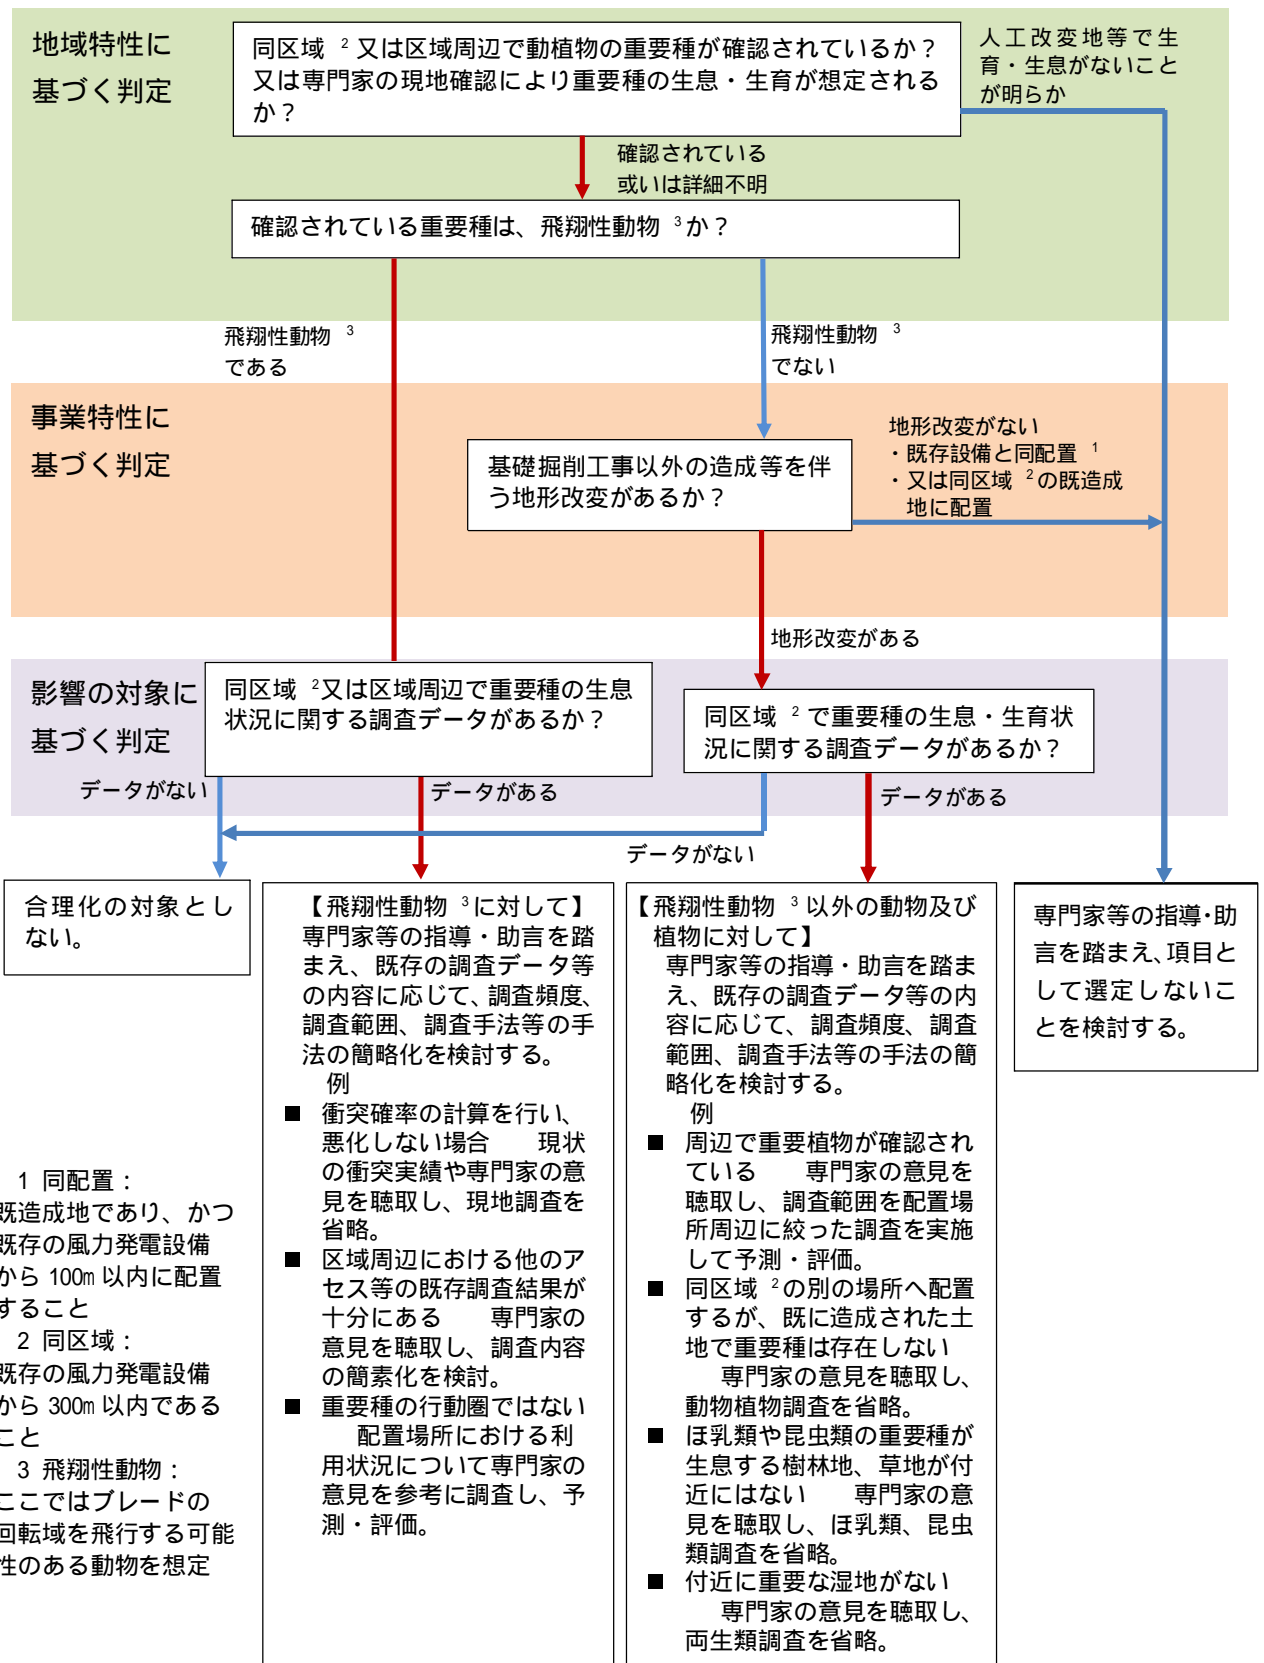 地域特性に
基づく判定
同区域 2 又は区域周辺で動植物の重要種が確認されているか?
又は専門家の現地確認により重要種の生息・生育が想定される
か?
人工改変地等で生
育・生息がないこと
が明らか
確認されている
或いは詳細不明
確認されている重要種は、飛翔性動物 3か?
飛翔性動物 3
である
飛翔性動物 3
でない
事業特性に
基づく判定
基礎掘削工事以外の造成等を伴
う地形改変があるか?
地形改変がない
・既存設備と同配置 1
・又は同区域 2の既造成
地に配置
地形改変がある
影響の対象に
基づく判定
同区域 2又は区域周辺で重要種の生息
状況に関する調査データがあるか?
同区域 2 で重要種の生息・生育状
況に関する調査データがあるか?
データがない
データがある
データがある
データがない
合理化の対象とし
ない。
【飛翔性動物 3に対して】
専門家等の指導・助言を踏
まえ、既存の調査データ等
の内容に応じて、調査頻度、
調査範囲、調査手法等の手
法の簡略化を検討する。
例
■ 衝突確率の計算を行い、
悪化しない場合　現状
の衝突実績や専門家の意
見を聴取し、現地調査を
省略。
■ 区域周辺における他のア
セス等の既存調査結果が
十分にある　専門家の
意見を聴取し、調査内容
の簡素化を検討。
■ 重要種の行動圏ではない
配置場所における利
用状況について専門家の
意見を参考に調査し、予
測・評価。
【飛翔性動物 3 以外の動物及び
植物に対して】
専門家等の指導・助言を踏ま
え、既存の調査データ等の内
容に応じて、調査頻度、調査
範囲、調査手法等の手法の簡
略化を検討する。
例
■ 周辺で重要植物が確認され
ている　専門家の意見を
聴取し、調査範囲を配置場
所周辺に絞った調査を実施
して予測・評価。
■ 同区域 2の別の場所へ配置
するが、既に造成された土
地で重要種は存在しない
専門家の意見を聴取し、
動物植物調査を省略。
■ ほ乳類や昆虫類の重要種が
生息する樹林地、草地が付
近にはない　専門家の意
見を聴取し、ほ乳類、昆虫
類調査を省略。
■ 付近に重要な湿地がない
専門家の意見を聴取し、
両生類調査を省略。
専門家等の指導・助
言を踏まえ、項目と
して選定しないこ
とを検討する。
1 同配置:
既造成地であり、かつ
既存の風力発電設備
から 100m 以内に配置
すること
2 同区域:
既存の風力発電設備
から 300m 以内である
こと
3 飛翔性動物:
ここではブレードの
回転域を飛行する可能
性のある動物を想定